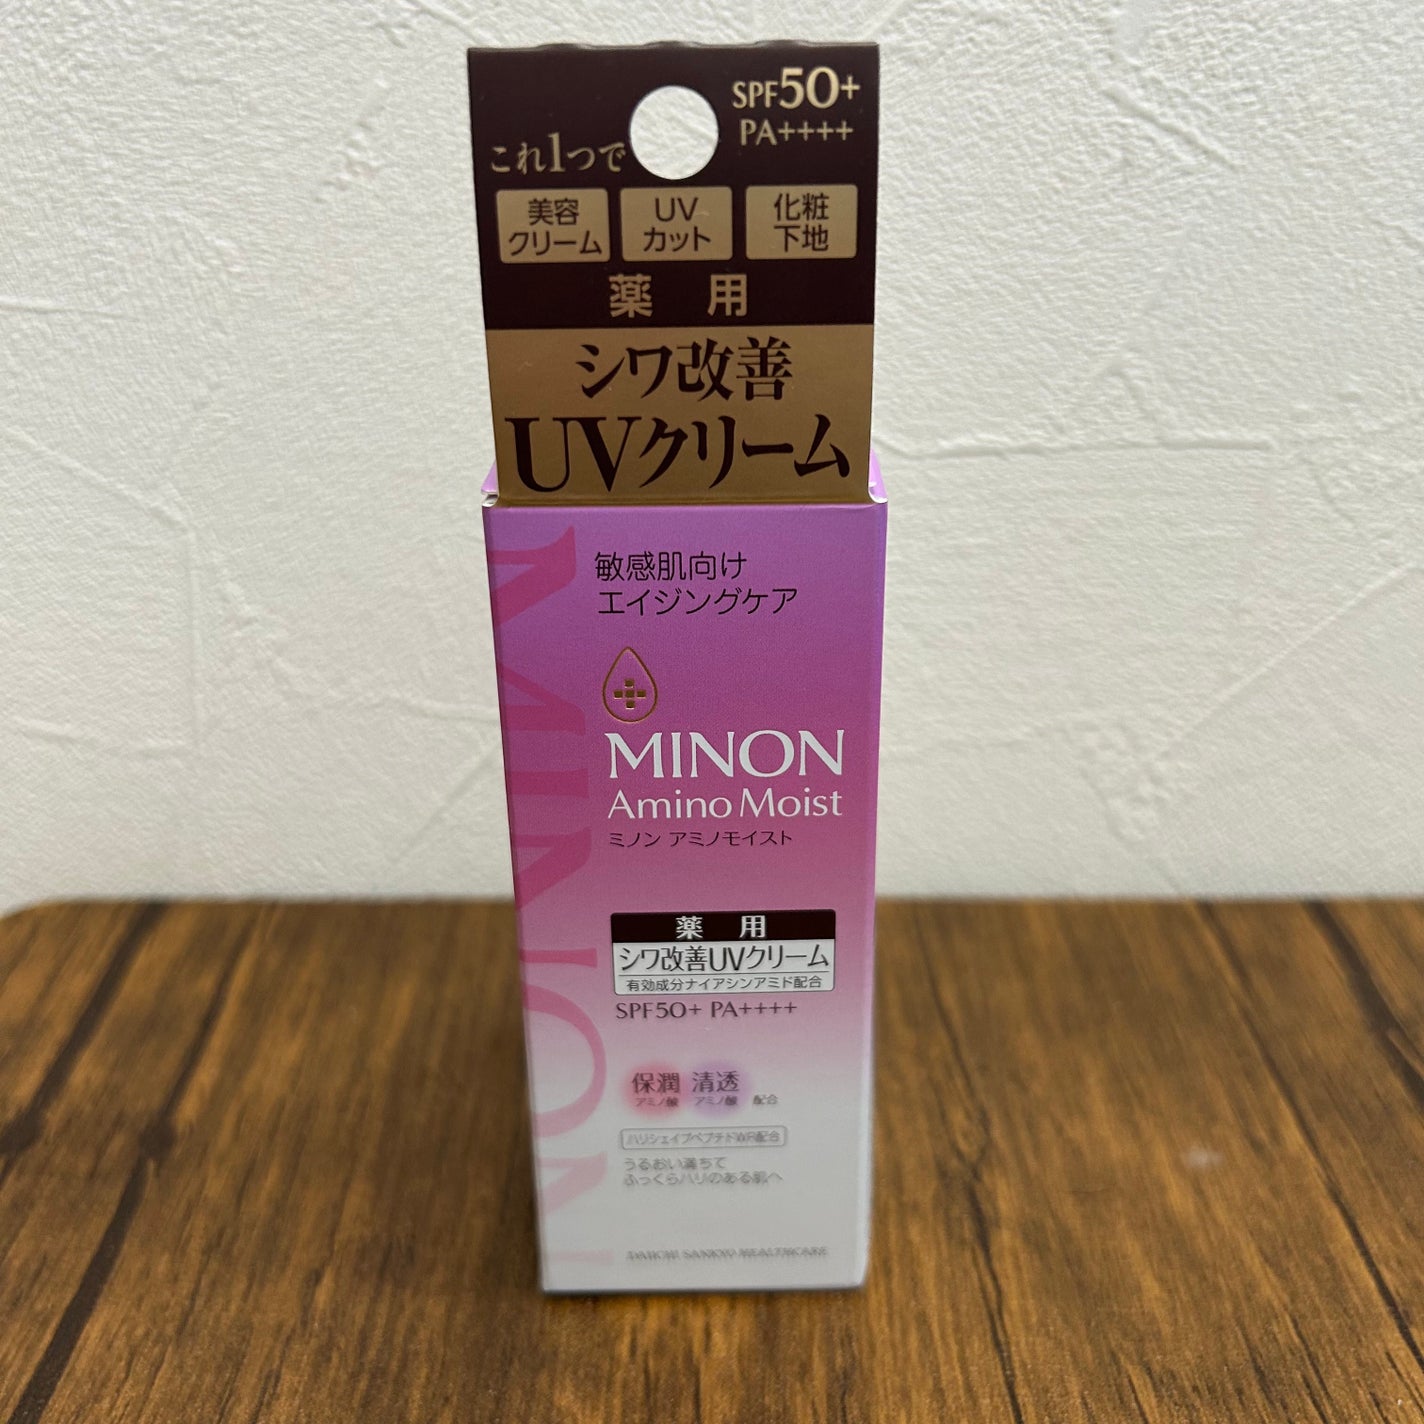 SPF50+
PA++++
これ1つで
美容
クリーム
UV
カット
化粧
下地
薬用
シワ改善
UVクリーム
敏感肌向け
エイジングケア
MINON
MINON
Amino Moist
ミノン アミノモイスト
薬用
シワ改善UVクリーム
有効成分ナイアシンアミド配合
SPF50+ PA++++
保潤 清透
アミノ酸 アミノ酸 配合
ハリシェイプペプチドWR配合
うるおい満ちて
ふっくらハリのある肌へ
DAIICHI SANKYO HEALTHCARE